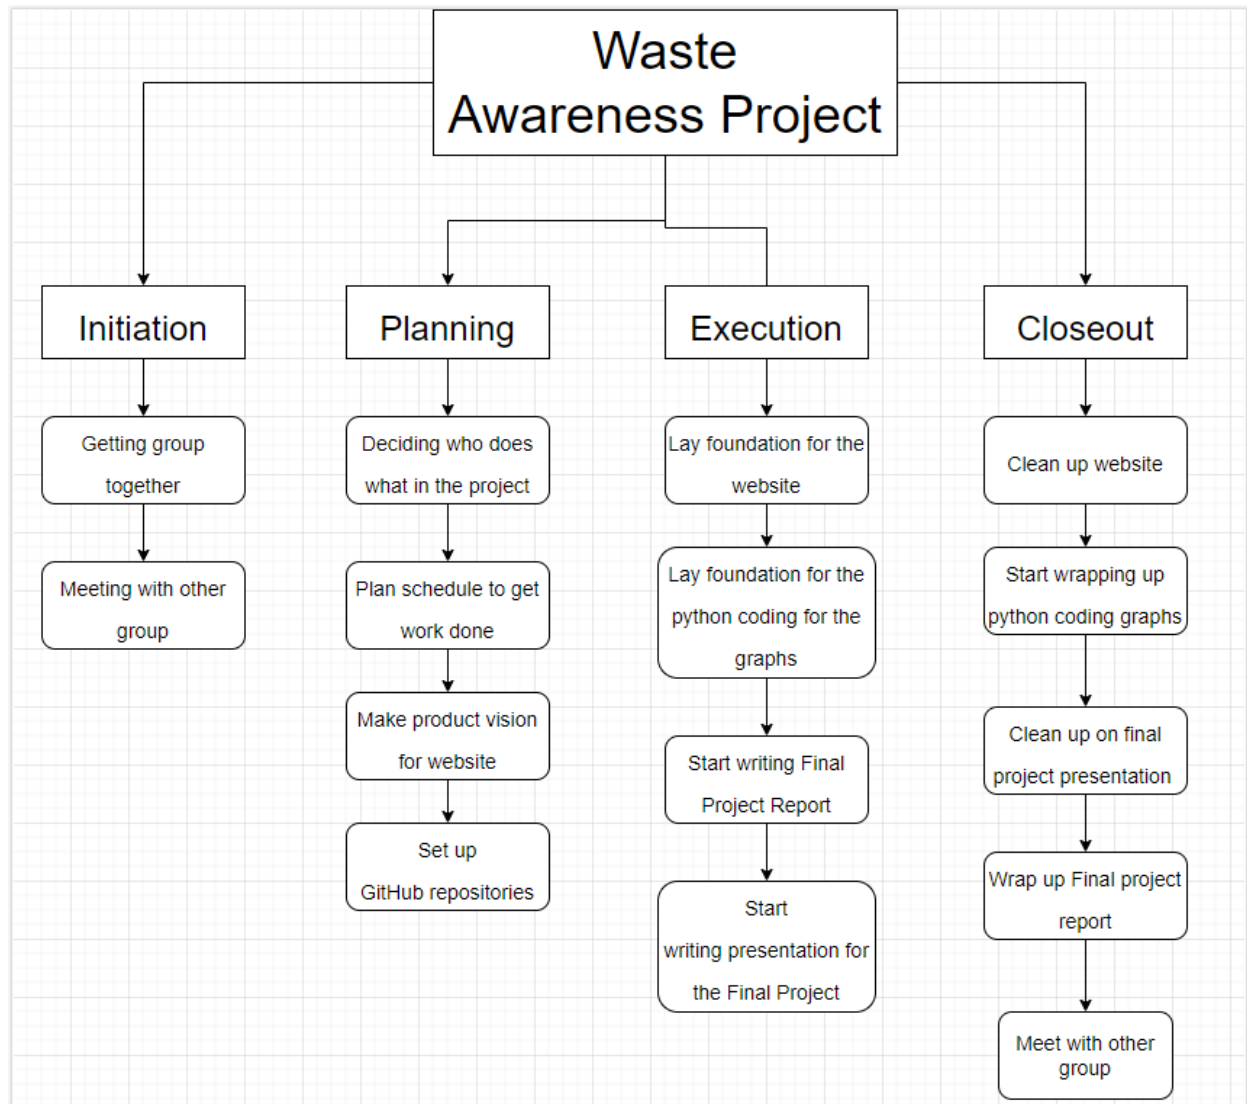 Waste
Awareness Project
Initiation
Planning
Execution
Closeout
Getting group
together
Meeting with other
group
Deciding who does
what in the project
Plan schedule to get
work done
Make product vision
for website
Set up
GitHub repositories
Lay foundation for the
website
Lay foundation for the
python coding for the
graphs
Start writing Final
Project Report
Start
writing presentation for
the Final Project
Clean up website
Start wrapping up
python coding graphs
Clean up on final
project presentation
Wrap up Final project
report
Meet with other
group